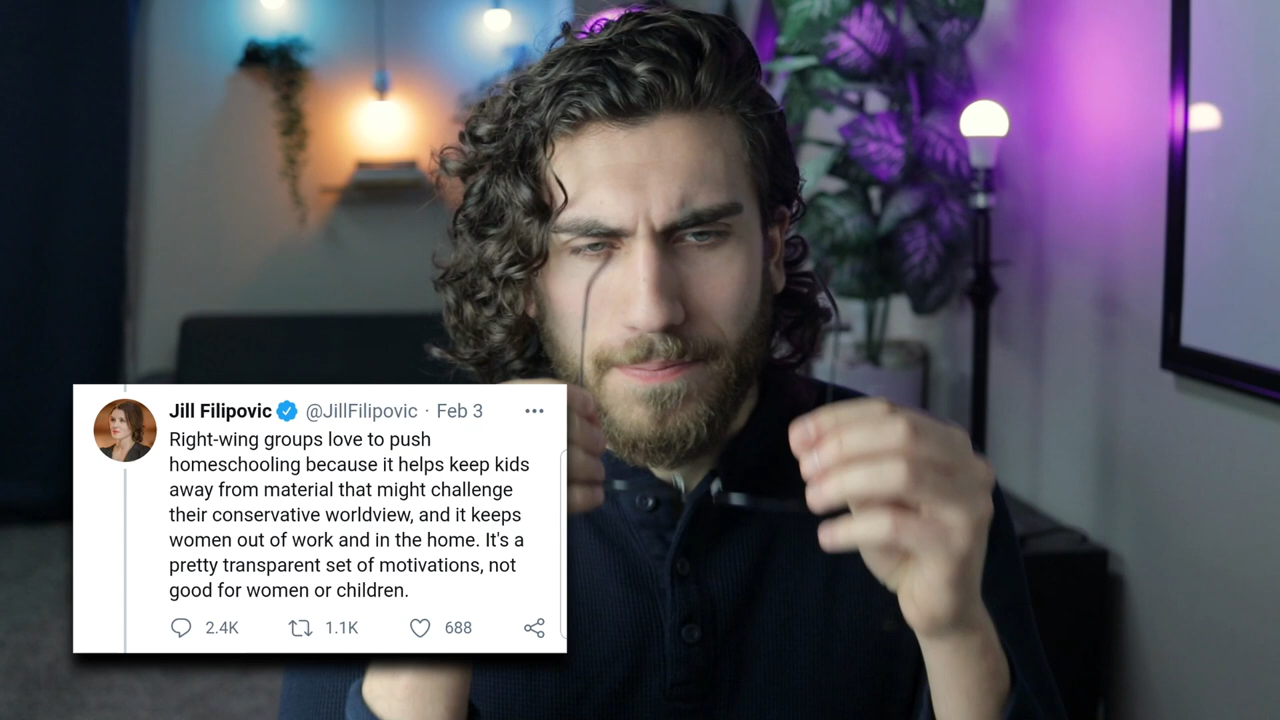 Jill Filipovic @JillFilipovic · Feb 3
Right-wing groups love to push
homeschooling because it helps keep kids
away from material that might challenge
their conservative worldview, and it keeps
women out of work and in the home. It's a
pretty transparent set of motivations, not
good for women or children.
2.4K 1.1K 688